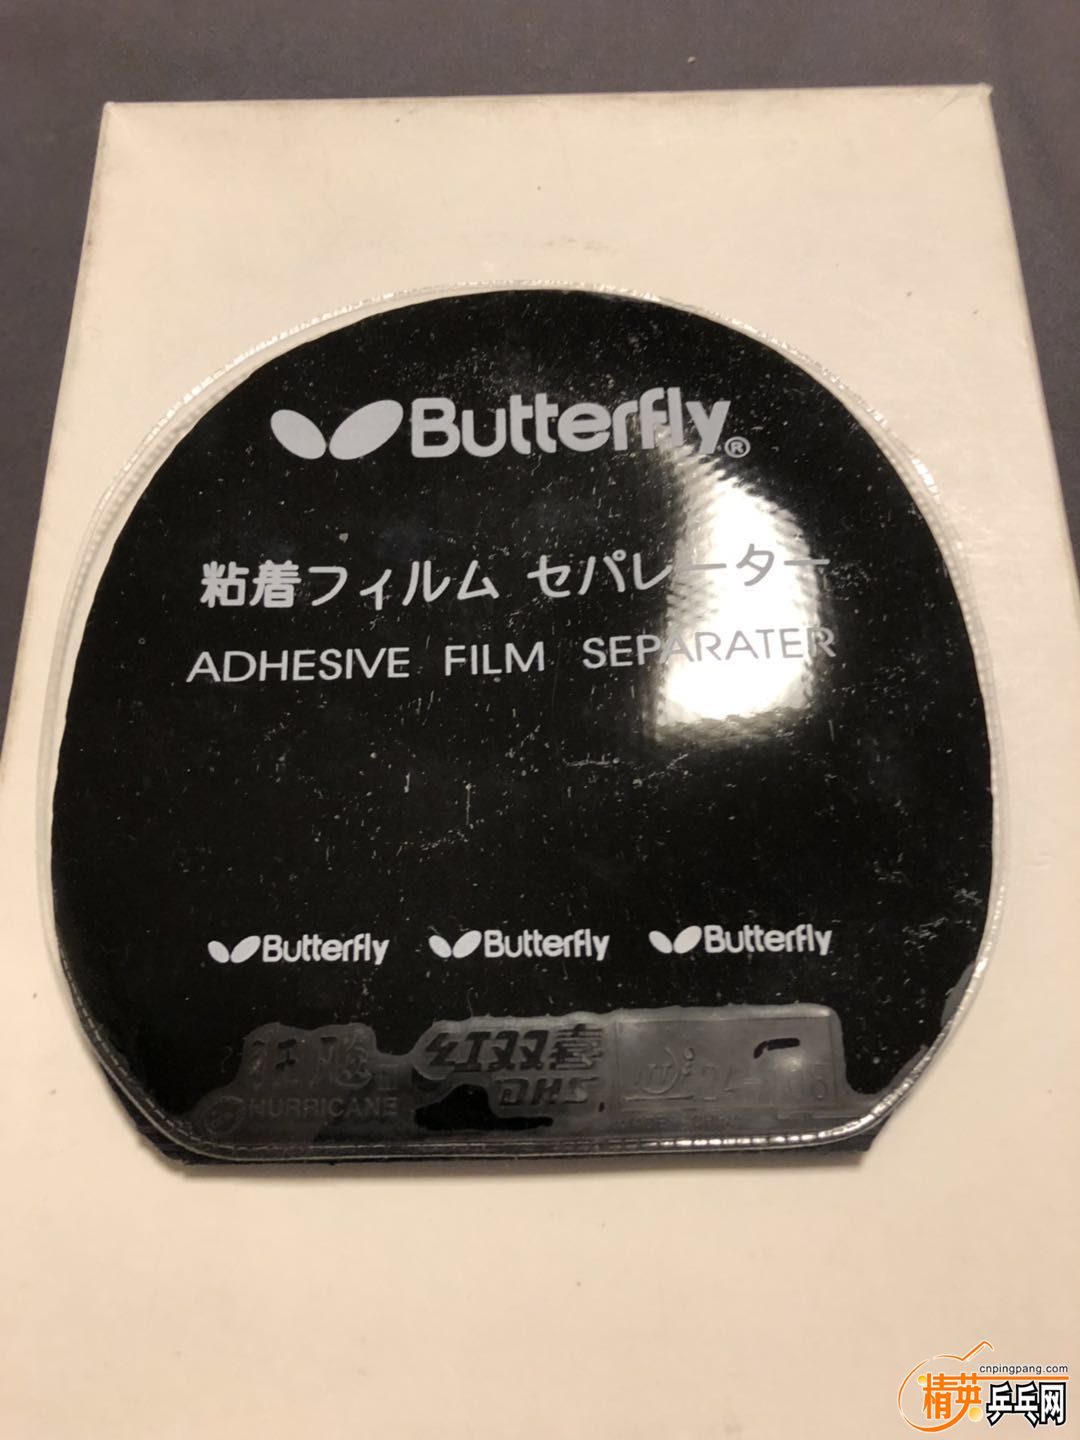 Butterfly®
粘着フィルム セパレーター
ADHESIVE FILM SEPARATER
Butterfly Butterfly Butterfly
狂飚 红双喜
HURRICANE DHS
cnpingpang.com
精英乒乓网